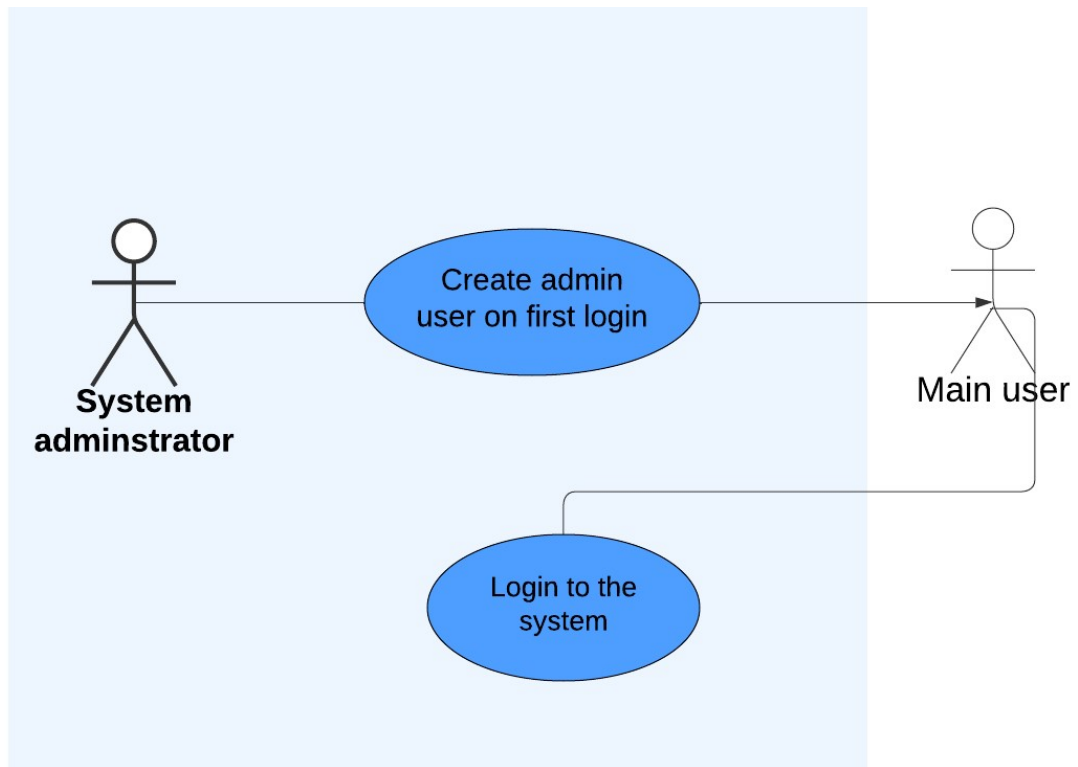 Create admin
user on first login
System
adminstrator
Main user
Login to the
system